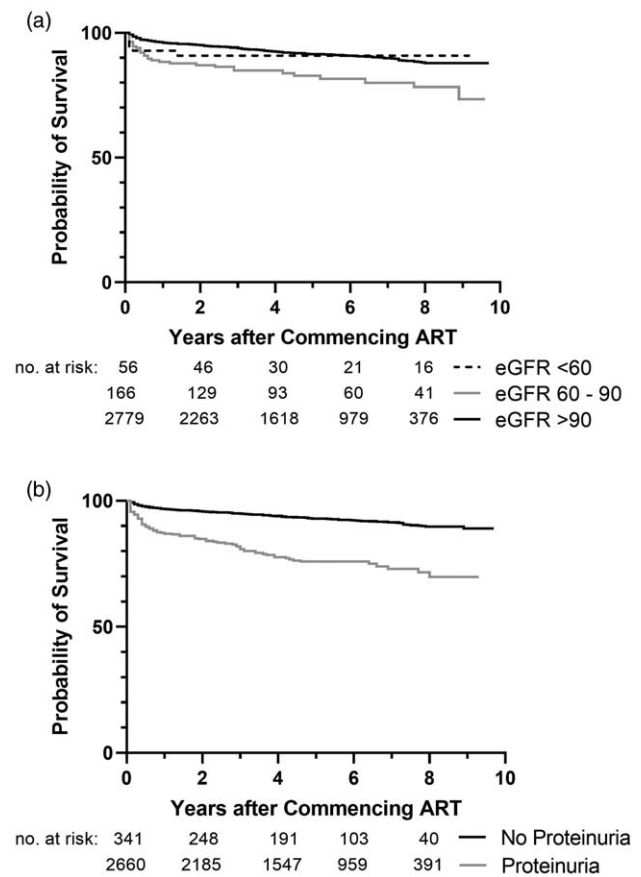 (a)
100
50
0
Probability of Survival
0 2 4 6 8 10
Years after Commencing ART
no. at risk: 56 46 30 21 16 eGFR <60
166 129 93 60 41 eGFR 60 - 90
2779 2263 1618 979 376 eGFR >90
(b)
100
50
0
Probability of Survival
0 2 4 6 8 10
Years after Commencing ART
no. at risk: 341 248 191 103 40 No Proteinuria
2660 2185 1547 959 391 Proteinuria